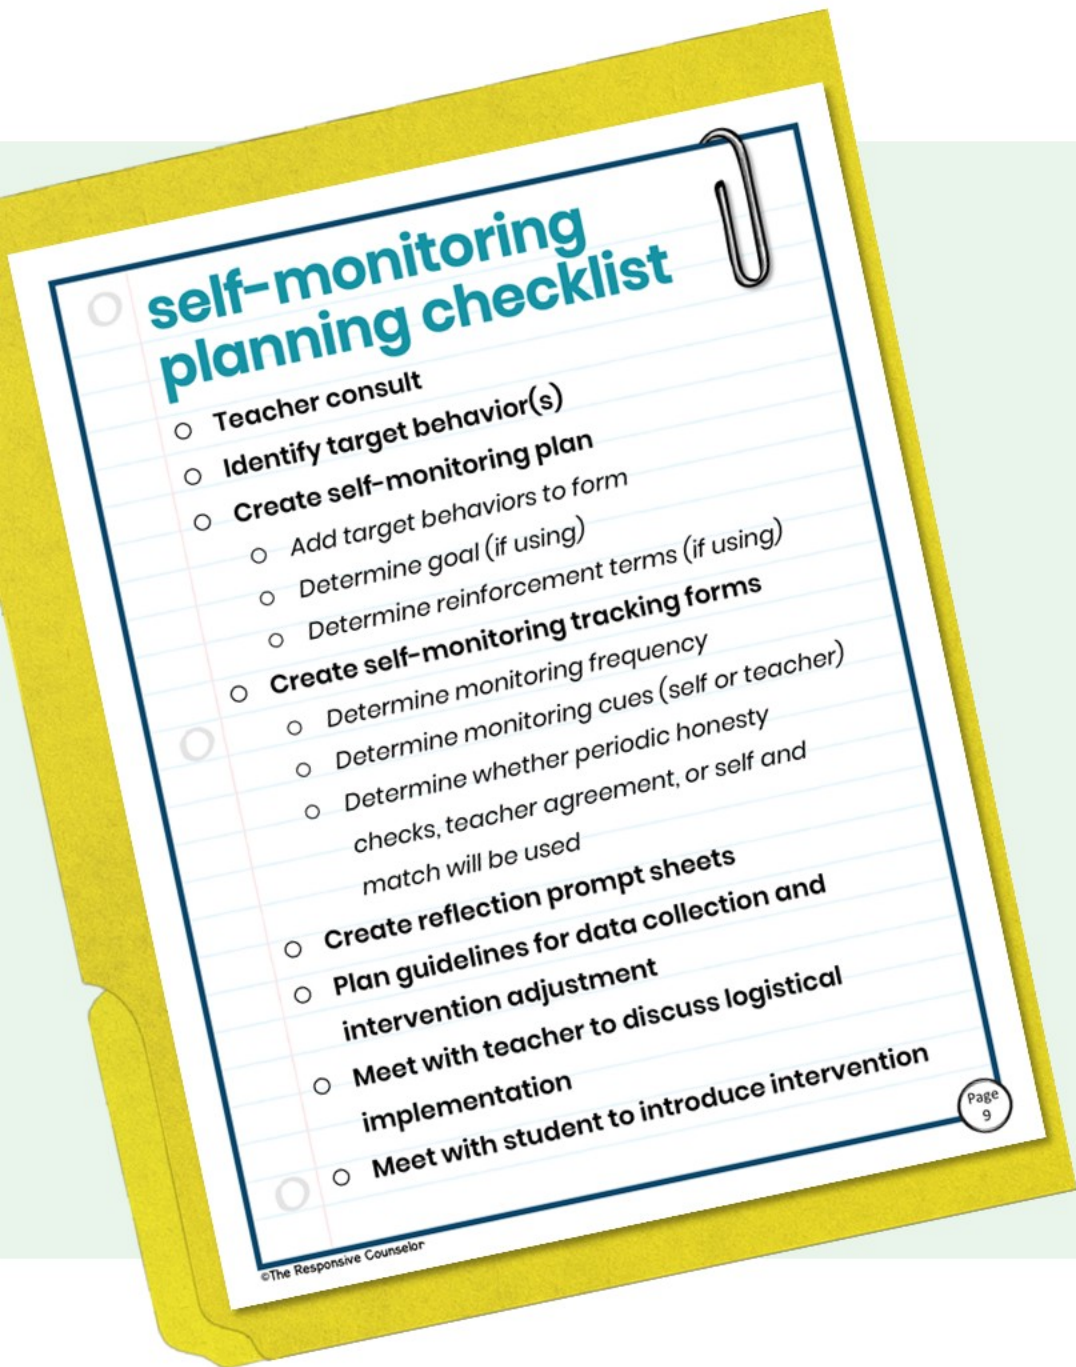 self-monitoring
planning checklist
Teacher consult
Identify target behavior(s)
Create self-monitoring plan
Add target behaviors to form
Determine goal (if using)
Determine reinforcement terms (if using)
Create self-monitoring tracking forms
Determine monitoring frequency
Determine monitoring cues (self or teacher)
Determine whether periodic honesty
checks, teacher agreement, or self and
match will be used
Create reflection prompt sheets
Plan guidelines for data collection and
intervention adjustment
Meet with teacher to discuss logistical
implementation
Meet with student to introduce intervention
Page
9
©The Responsive Counselor